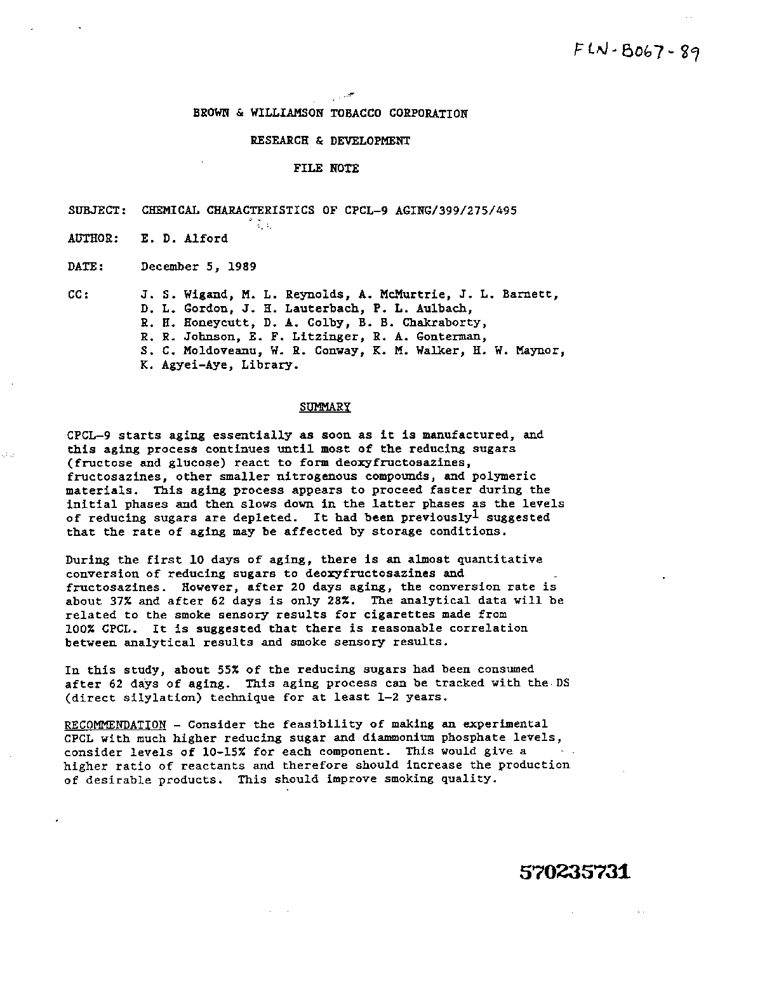 FLN-B067-89
BROWN & WILLIAMSON TOBACCO CORPORATION
RESEARCH & DEVELOPMENT
FILE NOTE
SUBJECT: CHEMICAL CHARACTERISTICS OF CPCL-9 AGING/399/275/495
AUTHOR: E. D. Alford
DATE: December 5, 1989
CC: J. S. Wigand, M. L. Reynolds, A. McMurtrie, J. L. Barnett,
D. L. Gordon, J. H. Lauterbach, P. L. Aulbach,
R. H. Honeycutt, D. A. Colby, B. B. Chakraborty,
R. R. Johnson, E. F. Litzinger, R. A. Gonterman,
S. C. Moldoveanu, W. R. Conway, K. M. Walker, H. W. Maynor,
K. Agyei-Aye, Library.
SUMMARY
CPCL-9 starts aging essentially as soon as it is manufactured, and
this aging process continues until most of the reducing sugars
(fructose and glucose) react to form deoxyfructosazines,
fructosazines, other smaller nitrogenous compounds, and polymeric
materials. This aging process appears to proceed faster during the
initial phases and then slows down in the latter phases as the levels
of reducing sugars are depleted. It had been previously1 suggested
that the rate of aging may be affected by storage conditions.
During the first 10 days of aging, there is an almost quantitative
conversion of reducing sugars to deoxyfructosazines and
fructosazines. However, after 20 days aging, the conversion rate is
about 37% and after 62 days is only 28%. The analytical data will be
related to the smoke sensory results for cigarettes made from
100% CPCL. It is suggested that there is reasonable correlation
between analytical results and smoke sensory results.
In this study, about 55% of the reducing sugars had been consumed
after 62 days of aging. This aging process can be tracked with the DS
(direct silylation) technique for at least 1-2 years.
RECOMMENDATION - Consider the feasibility of making an experimental
CPCL with much higher reducing sugar and diammonium phosphate levels,
consider levels of 10-15% for each component. This would give a
higher ratio of reactants and therefore should increase the production
of desirable products. This should improve smoking quality.
570235731